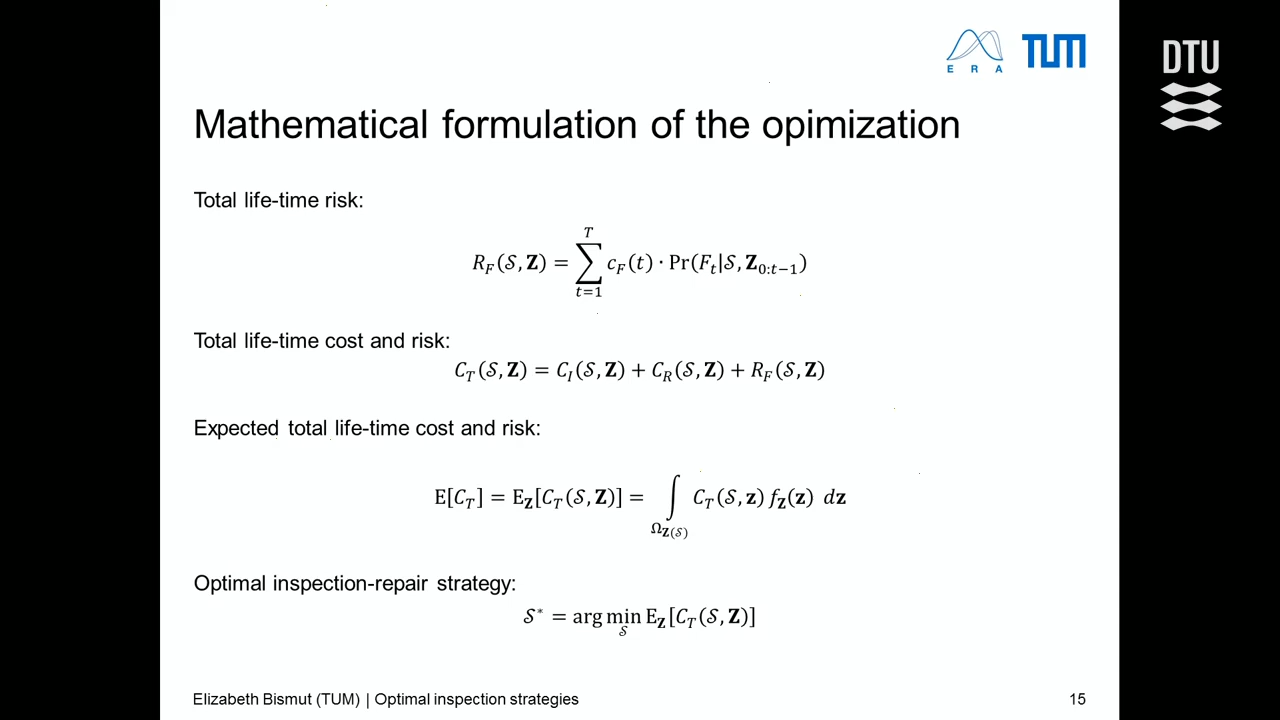 E R A
TUM
DTU
Mathematical formulation of the opimization
Total life-time risk:
R_F(𝒮, 𝐙) = ∑_{t=1}^{T} c_F(t) · Pr(F_t|𝒮, 𝐙_{0:t−1})
Total life-time cost and risk:
C_T(𝒮, 𝐙) = C_I(𝒮, 𝐙) + C_R(𝒮, 𝐙) + R_F(𝒮, 𝐙)
Expected total life-time cost and risk:
E[C_T] = E_𝐙[C_T(𝒮, 𝐙)] = ∫_{Ω_{𝐙(𝒮)}} C_T(𝒮, 𝐳) f_𝐙(𝐳) d𝐳
Optimal inspection-repair strategy:
𝒮* = arg min_𝒮 E_𝐙[C_T(𝒮, 𝐙)]
Elizabeth Bismut (TUM) | Optimal inspection strategies 15